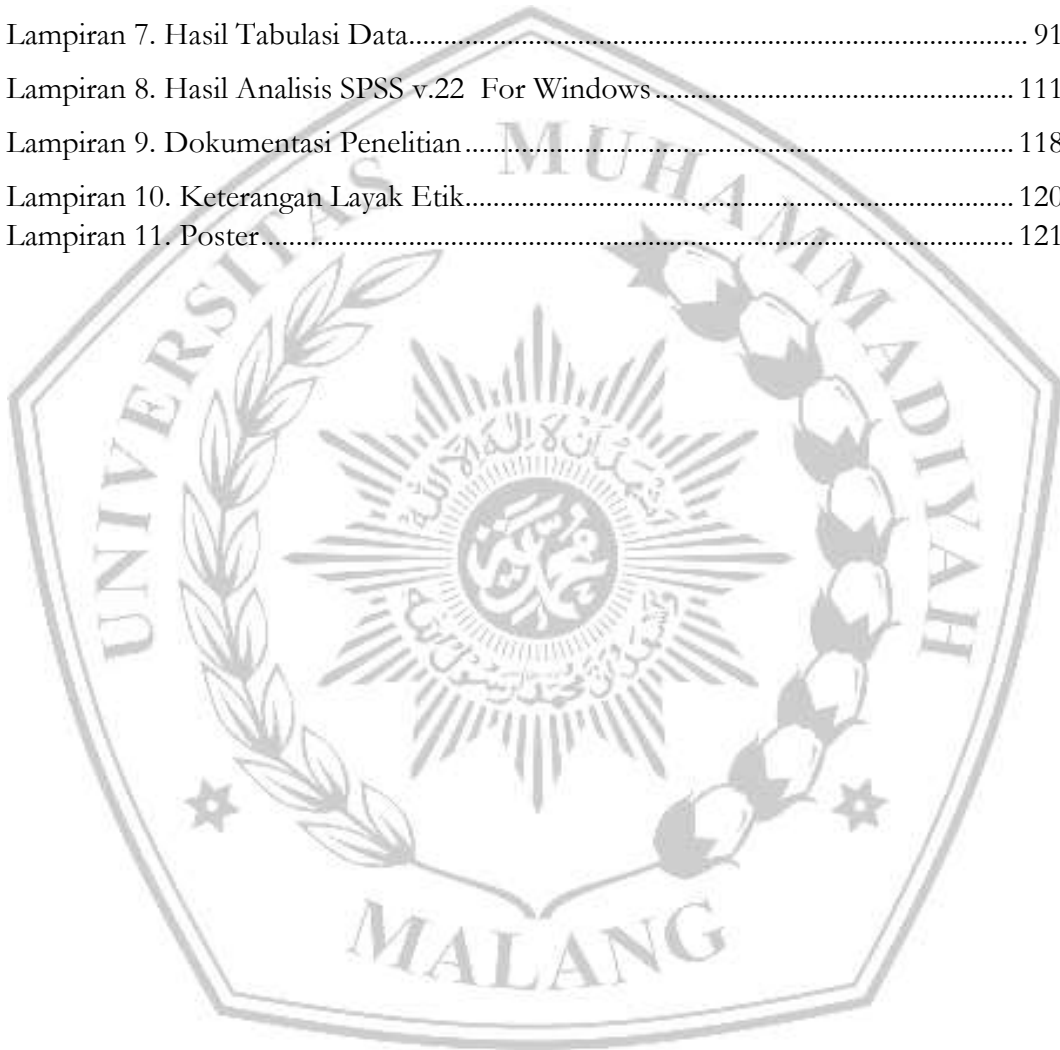 Lampiran 7. Hasil Tabulasi Data.......................................................................................................... 91
Lampiran 8. Hasil Analisis SPSS v.22  For Windows............................................................. 111
Lampiran 9. Dokumentasi Penelitian.............................................................................................. 118
Lampiran 10. Keterangan Layak Etik.............................................................................................. 120
Lampiran 11. Poster................................................................................................................................ 121
UNIVERSITAS MUHAMMADIYAH
MALANG